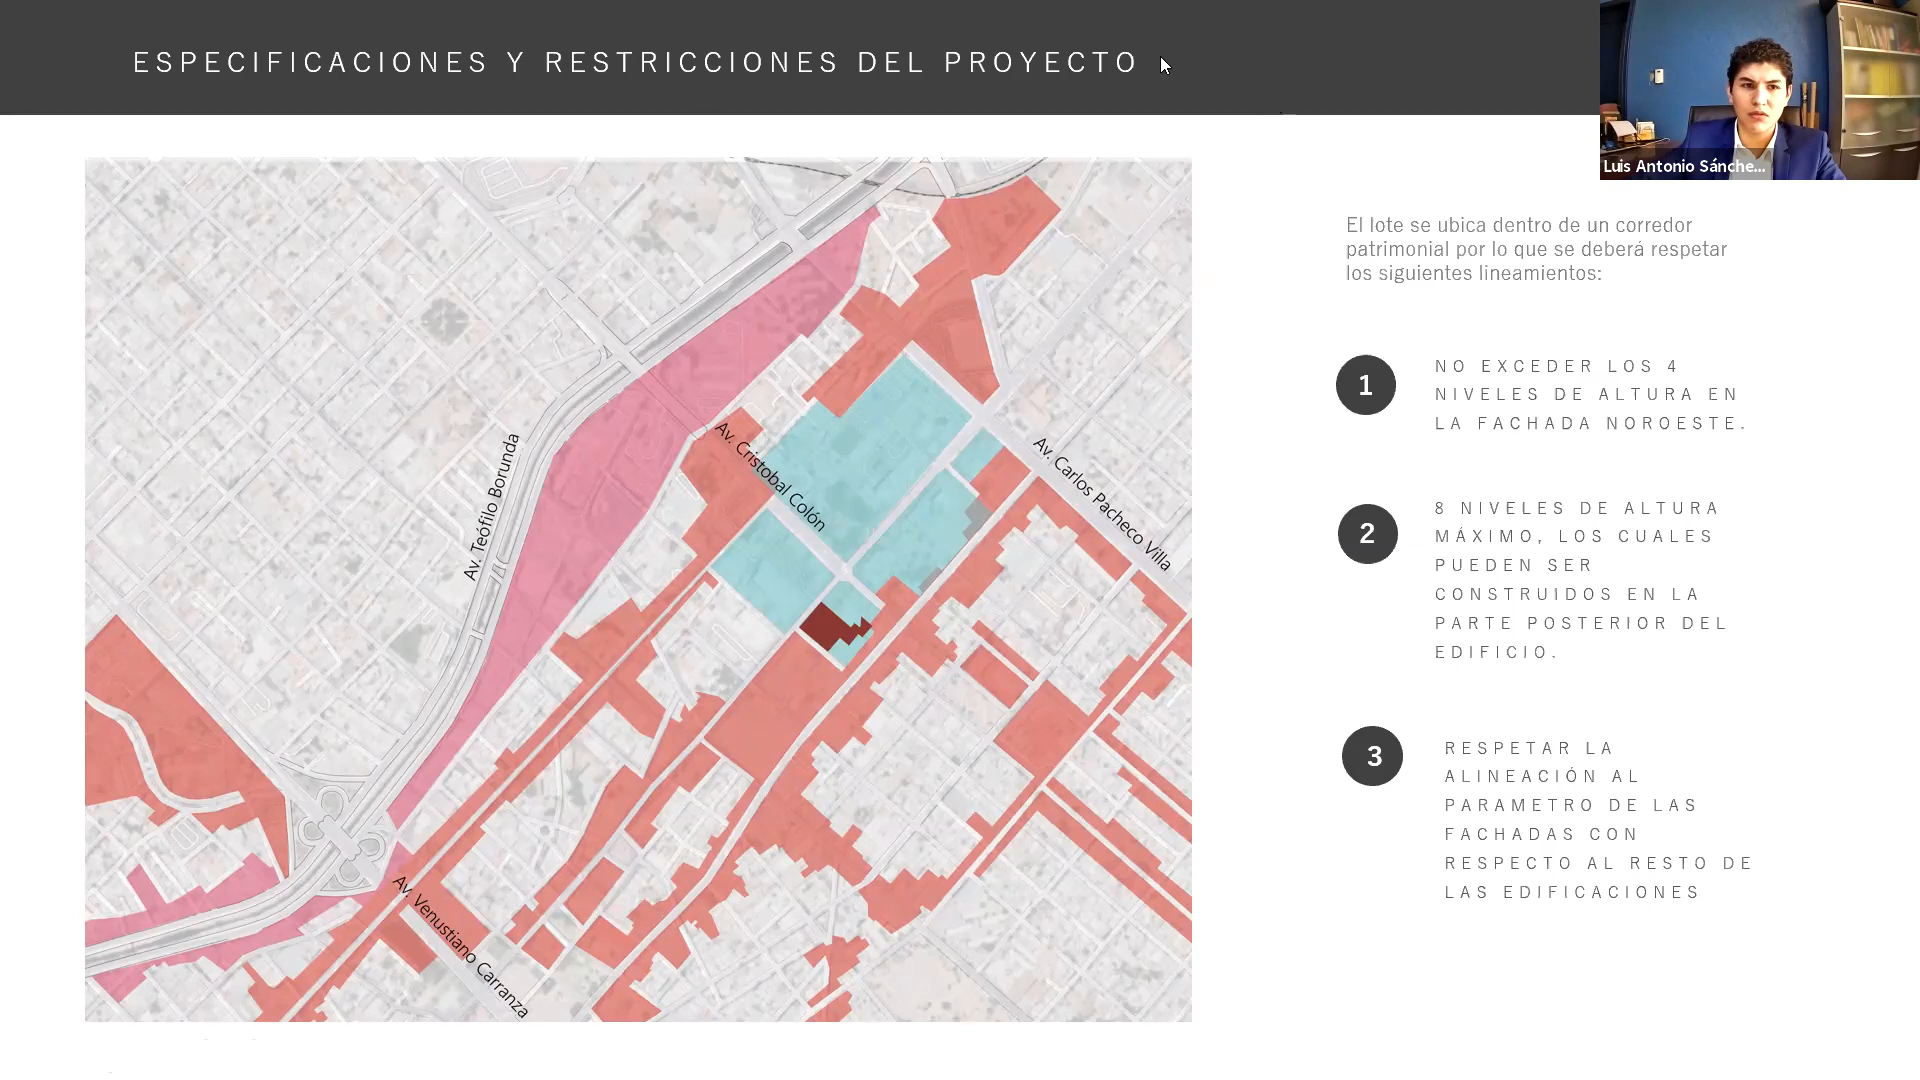 ESPECIFICACIONES Y RESTRICCIONES DEL PROYECTO
Luis Antonio Sánche...
El lote se ubica dentro de un corredor
patrimonial por lo que se deberá respetar
los siguientes lineamientos:
1
NO EXCEDER LOS 4
NIVELES DE ALTURA EN
LA FACHADA NOROESTE.
2
8 NIVELES DE ALTURA
MÁXIMO, LOS CUALES
PUEDEN SER
CONSTRUIDOS EN LA
PARTE POSTERIOR DEL
EDIFICIO.
3
RESPETAR LA
ALINEACIÓN AL
PARAMETRO DE LAS
FACHADAS CON
RESPECTO AL RESTO DE
LAS EDIFICACIONES
Av. Teófilo Borunda
Av. Cristobal Colón
Av. Carlos Pacheco Villa
Av. Venustiano Carranza